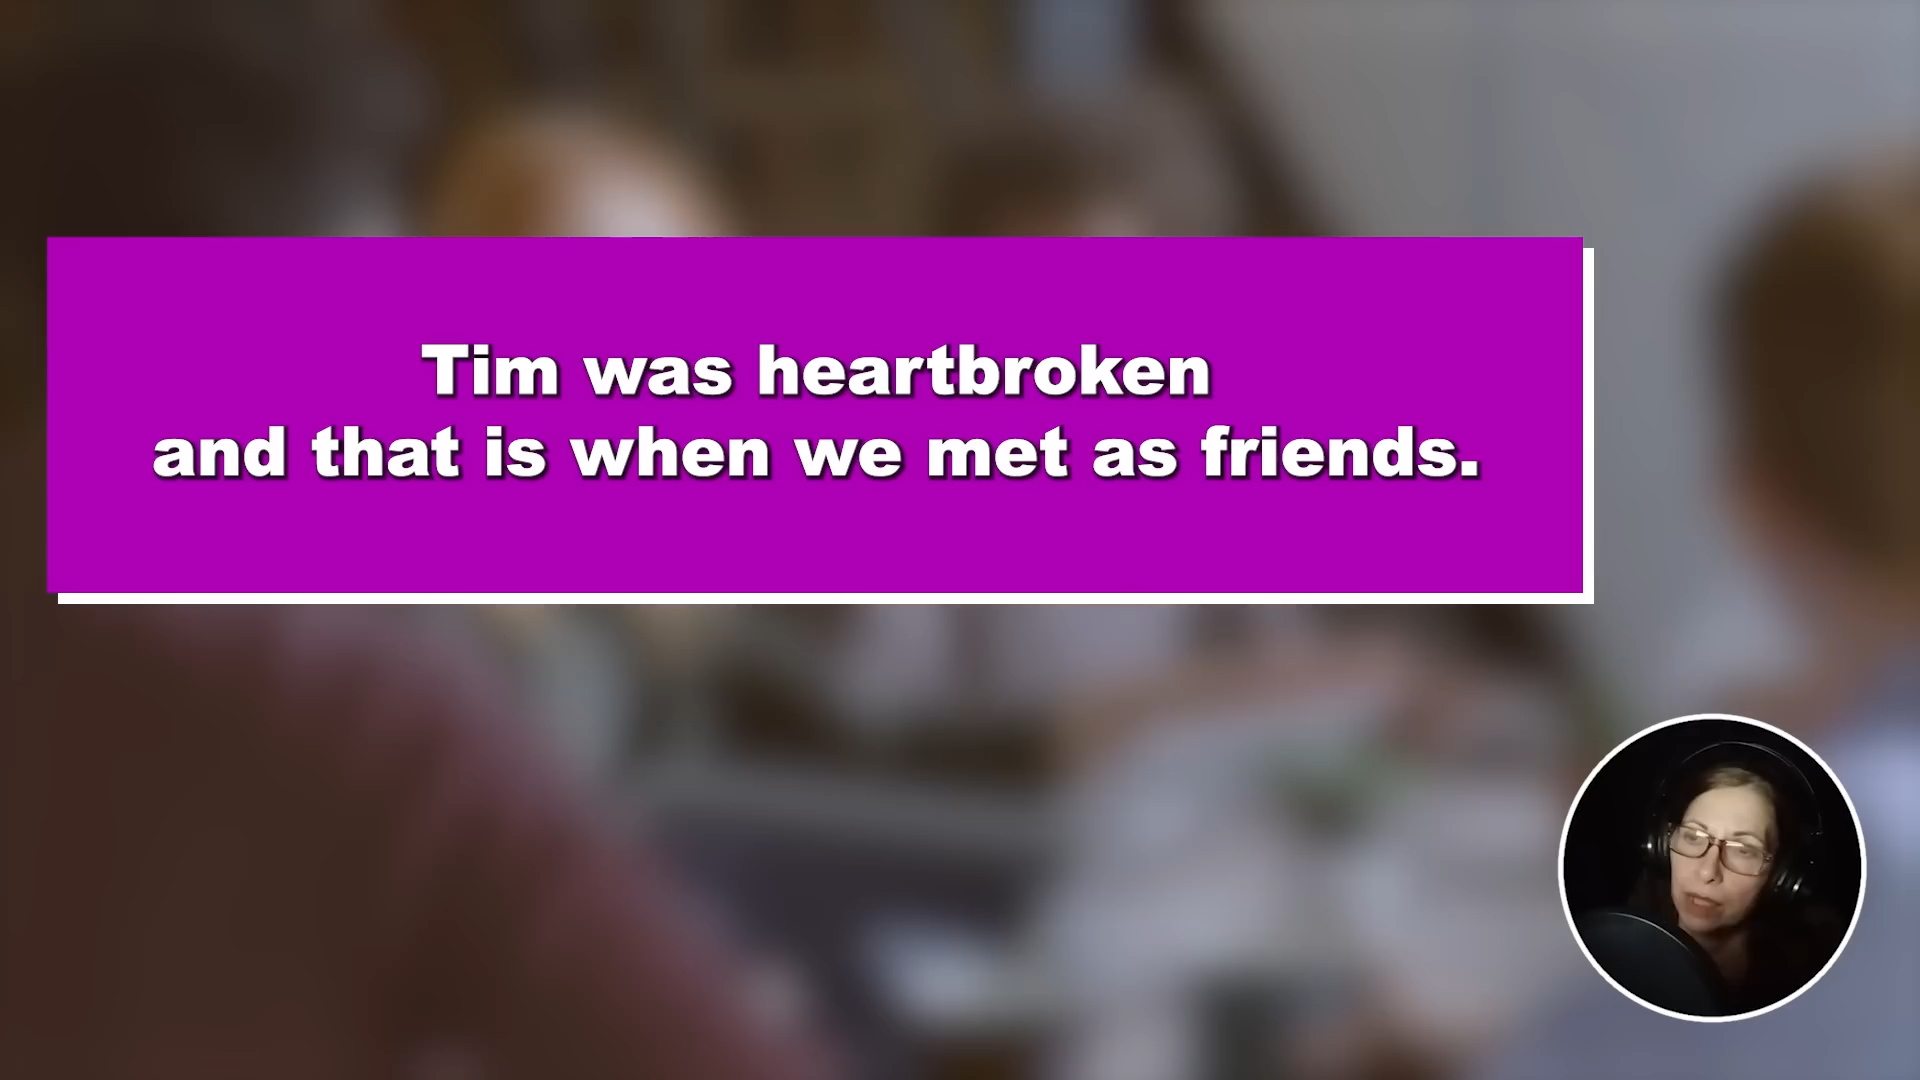 Tim was heartbroken
and that is when we met as friends.